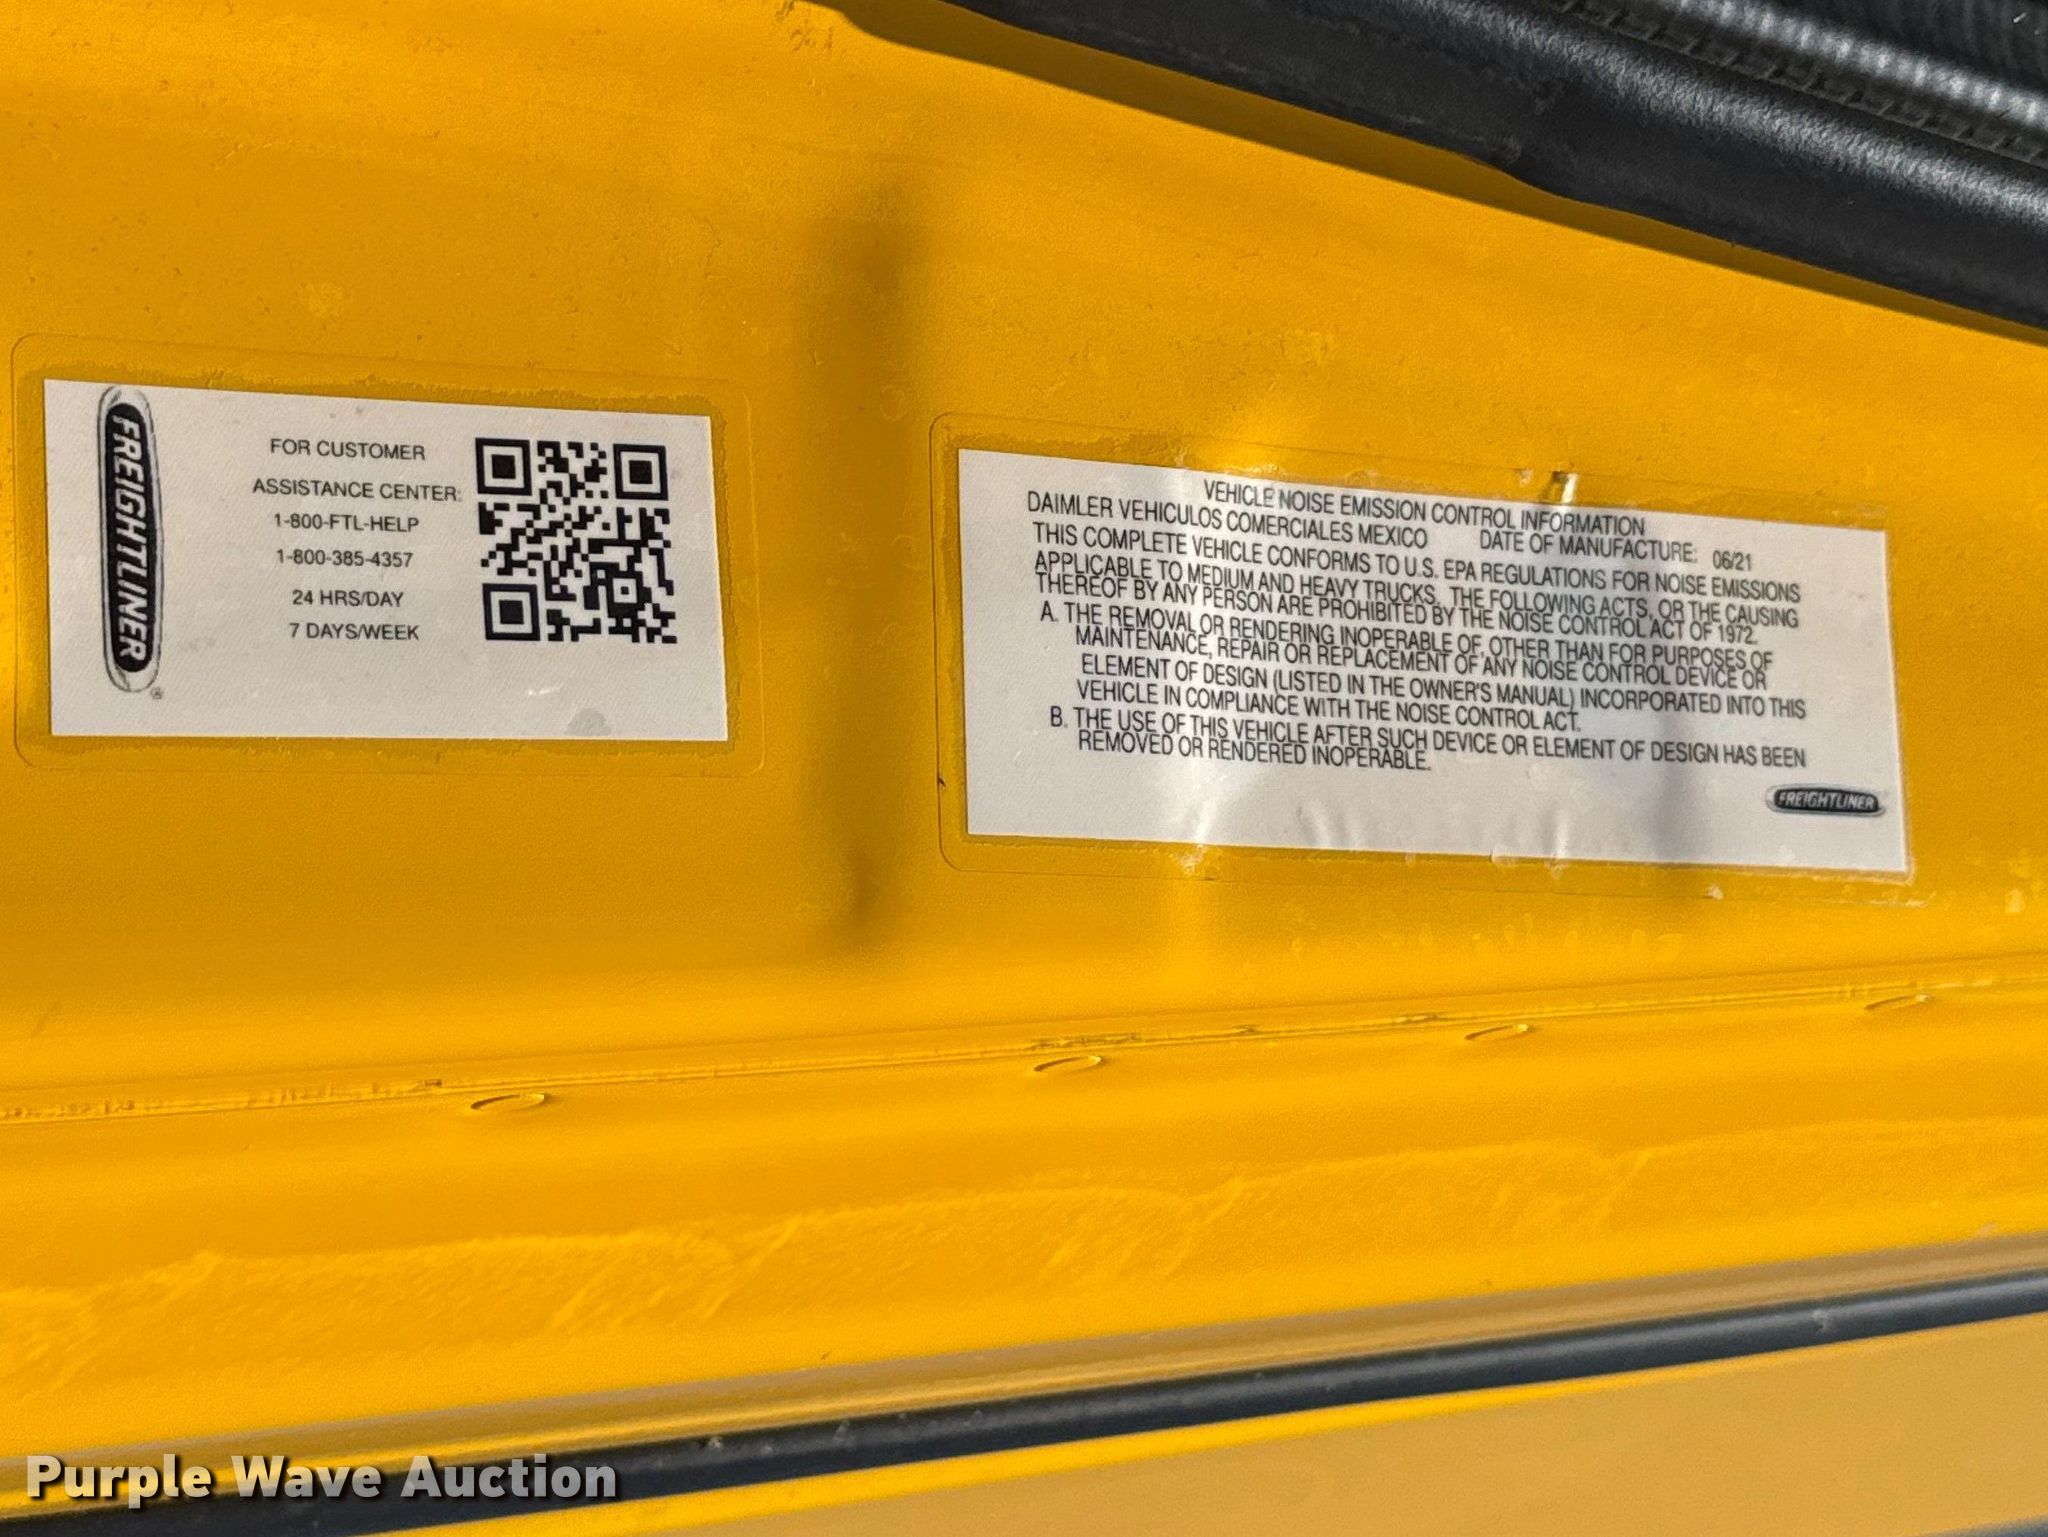 FREIGHTLINER
®
FOR CUSTOMER
ASSISTANCE CENTER:
1-800-FTL-HELP
1-800-385-4357
24 HRS/DAY
7 DAYS/WEEK
VEHICLE NOISE EMISSION CONTROL INFORMATION
DAIMLER VEHICULOS COMERCIALES MEXICO DATE OF MANUFACTURE: 06/21
THIS COMPLETE VEHICLE CONFORMS TO U.S. EPA REGULATIONS FOR NOISE EMISSIONS
APPLICABLE TO MEDIUM AND HEAVY TRUCKS. THE FOLLOWING ACTS, OR THE CAUSING
THEREOF BY ANY PERSON ARE PROHIBITED BY THE NOISE CONTROL ACT OF 1972.
A. THE REMOVAL OR RENDERING INOPERABLE OF, OTHER THAN FOR PURPOSES OF
MAINTENANCE, REPAIR OR REPLACEMENT OF ANY NOISE CONTROL DEVICE OR
ELEMENT OF DESIGN (LISTED IN THE OWNER'S MANUAL) INCORPORATED INTO THIS
VEHICLE IN COMPLIANCE WITH THE NOISE CONTROL ACT.
B. THE USE OF THIS VEHICLE AFTER SUCH DEVICE OR ELEMENT OF DESIGN HAS BEEN
REMOVED OR RENDERED INOPERABLE.
FREIGHTLINER
Purple Wave Auction